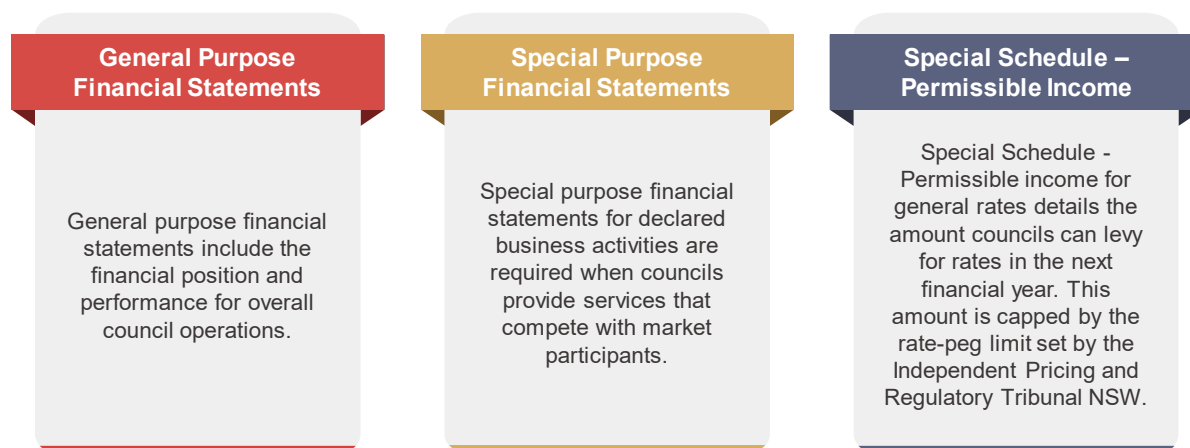 General Purpose
Financial Statements
General purpose financial
statements include the
financial position and
performance for overall
council operations.
Special Purpose
Financial Statements
Special purpose financial
statements for declared
business activities are
required when councils
provide services that
compete with market
participants.
Special Schedule –
Permissible Income
Special Schedule -
Permissible income for
general rates details the
amount councils can levy
for rates in the next
financial year. This
amount is capped by the
rate-peg limit set by the
Independent Pricing and
Regulatory Tribunal NSW.